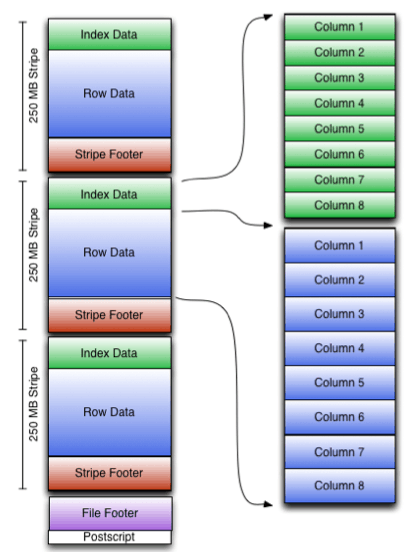 250 MB Stripe
Index Data
Row Data
Stripe Footer
250 MB Stripe
Index Data
Row Data
Stripe Footer
250 MB Stripe
Index Data
Row Data
Stripe Footer
File Footer
Postscript
Column 1
Column 2
Column 3
Column 4
Column 5
Column 6
Column 7
Column 8
Column 1
Column 2
Column 3
Column 4
Column 5
Column 6
Column 7
Column 8